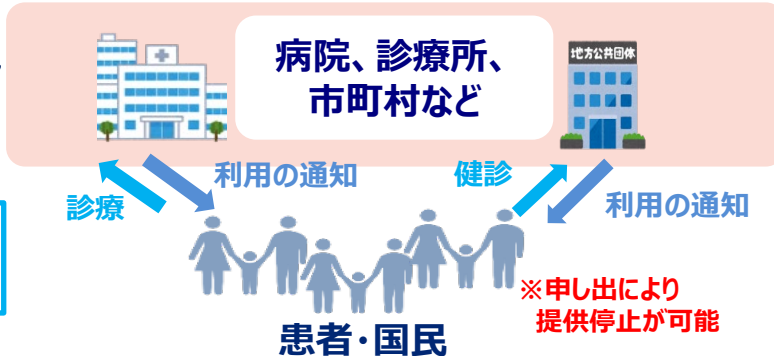 病院、診療所、
市町村など
地方公共団体
利用の通知
健診
診療
利用の通知
※申し出により
提供停止が可能
患者・国民